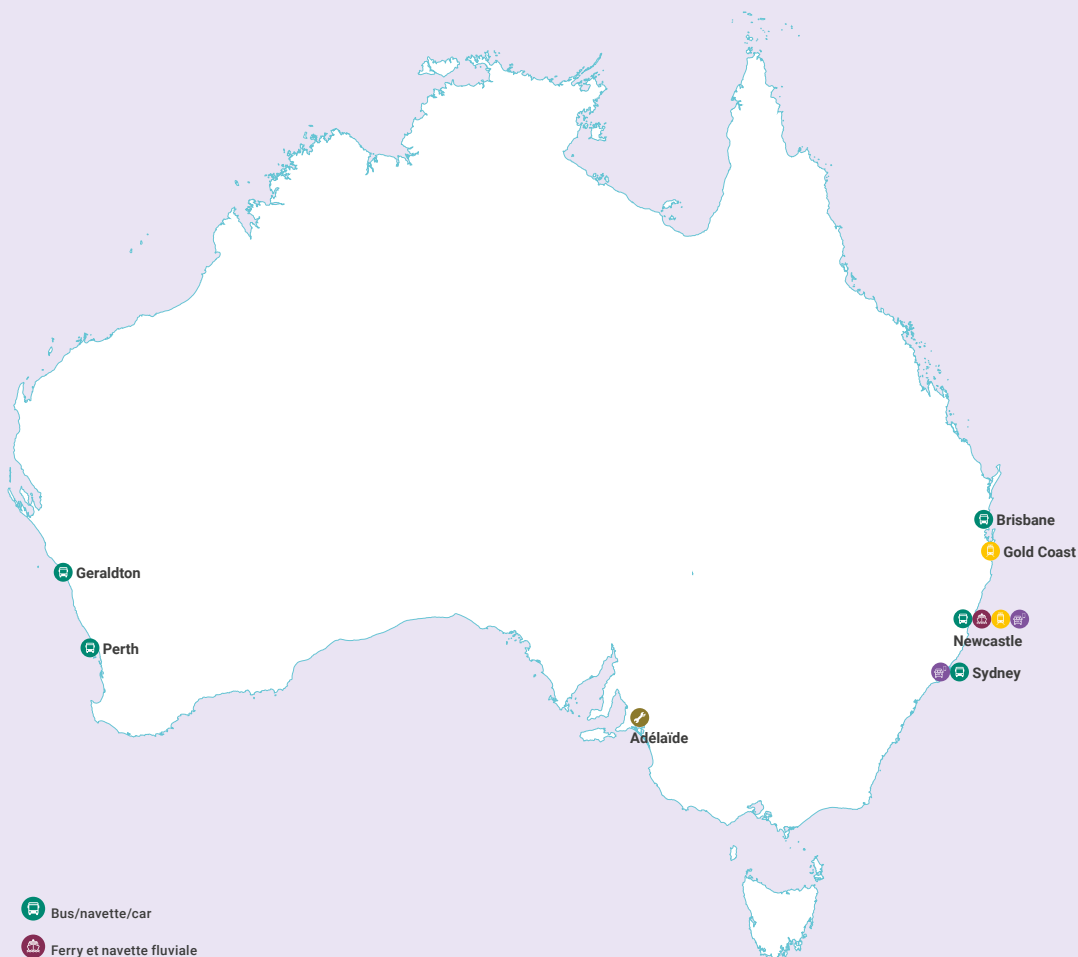 Brisbane
Gold Coast
Geraldton
Newcastle
Perth
Sydney
Adélaïde
Bus/navette/car
Ferry et navette fluviale